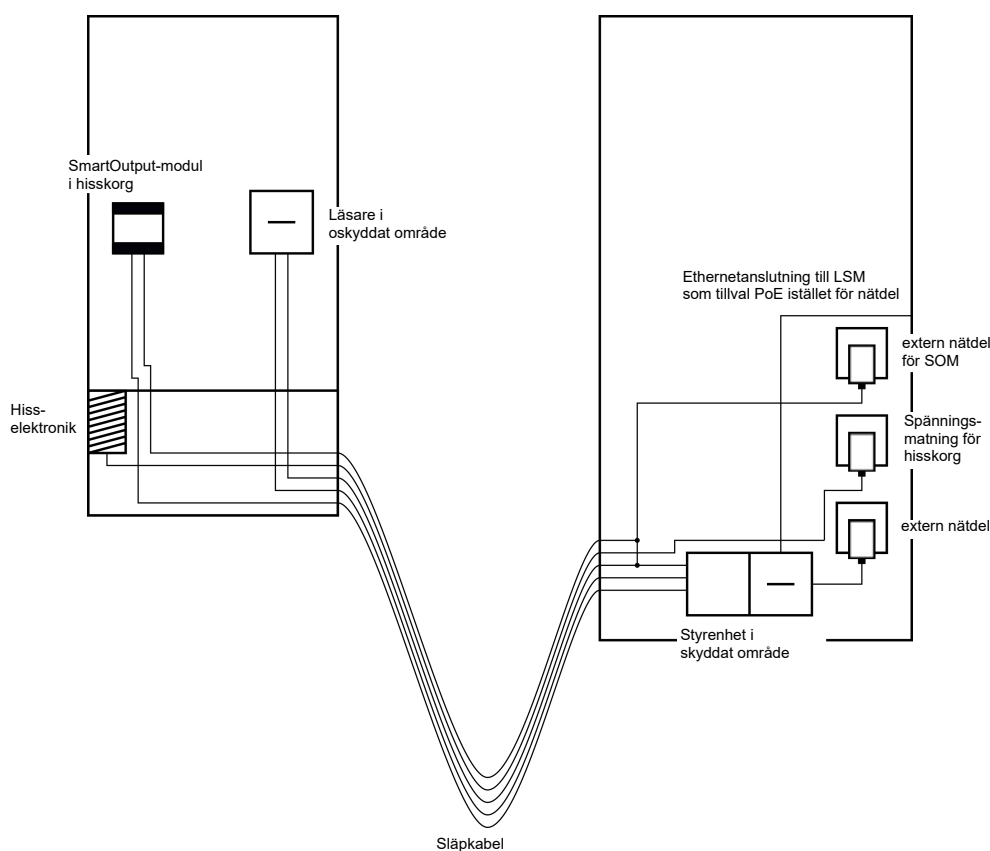 SmartOutput-modul
i hisskorg
Läsare i
oskyddat område
Hiss-
elektronik
Ethernetanslutning till LSM
som tillval PoE istället för nätdel
extern nätdel
för SOM
Spännings-
matning för
hisskorg
extern nätdel
Styrenhet i
skyddat område
Släpkabel